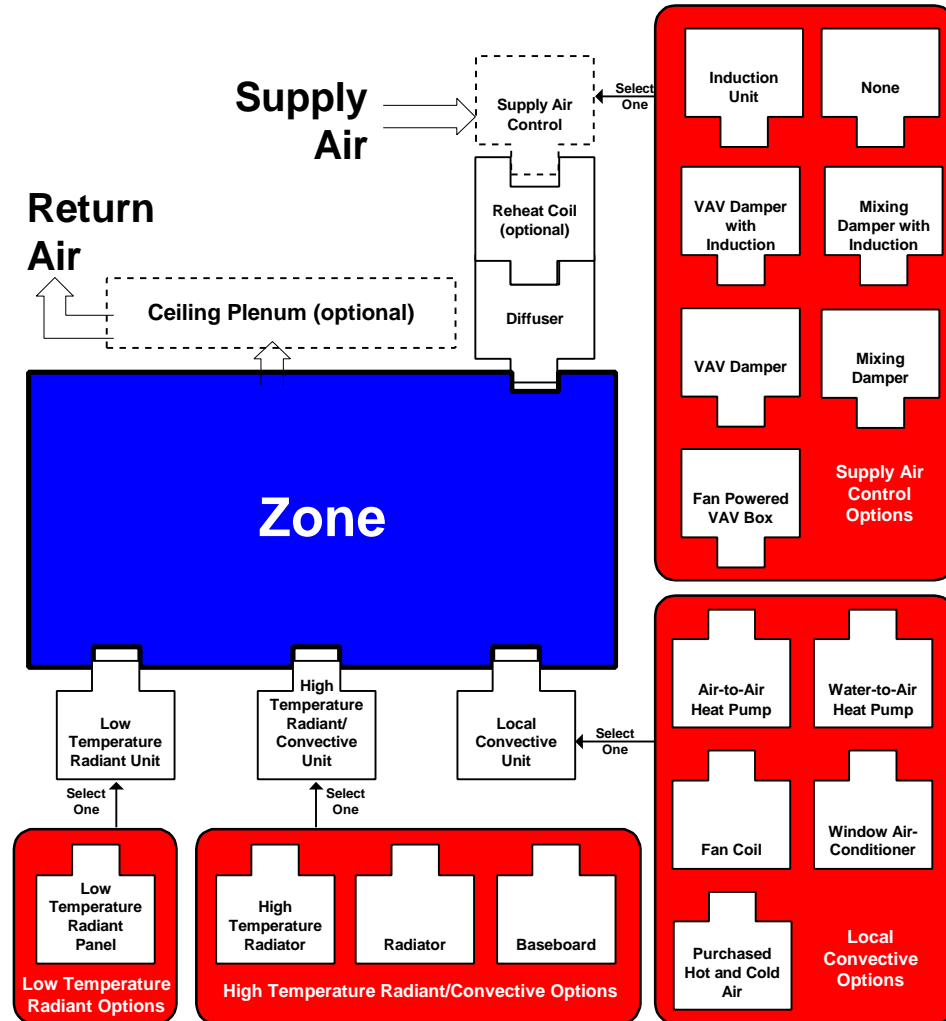 Supply
Air
Supply Air
Control
Select
One
Induction
Unit
None
VAV Damper
with
Induction
Mixing
Damper with
Induction
VAV Damper
Mixing
Damper
Fan Powered
VAV Box
Supply Air
Control
Options
Reheat Coil
(optional)
Diffuser
Return
Air
Ceiling Plenum (optional)
Zone
Low
Temperature
Radiant Unit
High
Temperature
Radiant/
Convective
Unit
Local
Convective
Unit
Select
One
Select
One
Select
One
Air-to-Air
Heat Pump
Water-to-Air
Heat Pump
Fan Coil
Window Air-
Conditioner
Purchased
Hot and Cold
Air
Local
Convective
Options
Low
Temperature
Radiant
Panel
Low Temperature
Radiant Options
High
Temperature
Radiator
Radiator
Baseboard
High Temperature Radiant/Convective Options